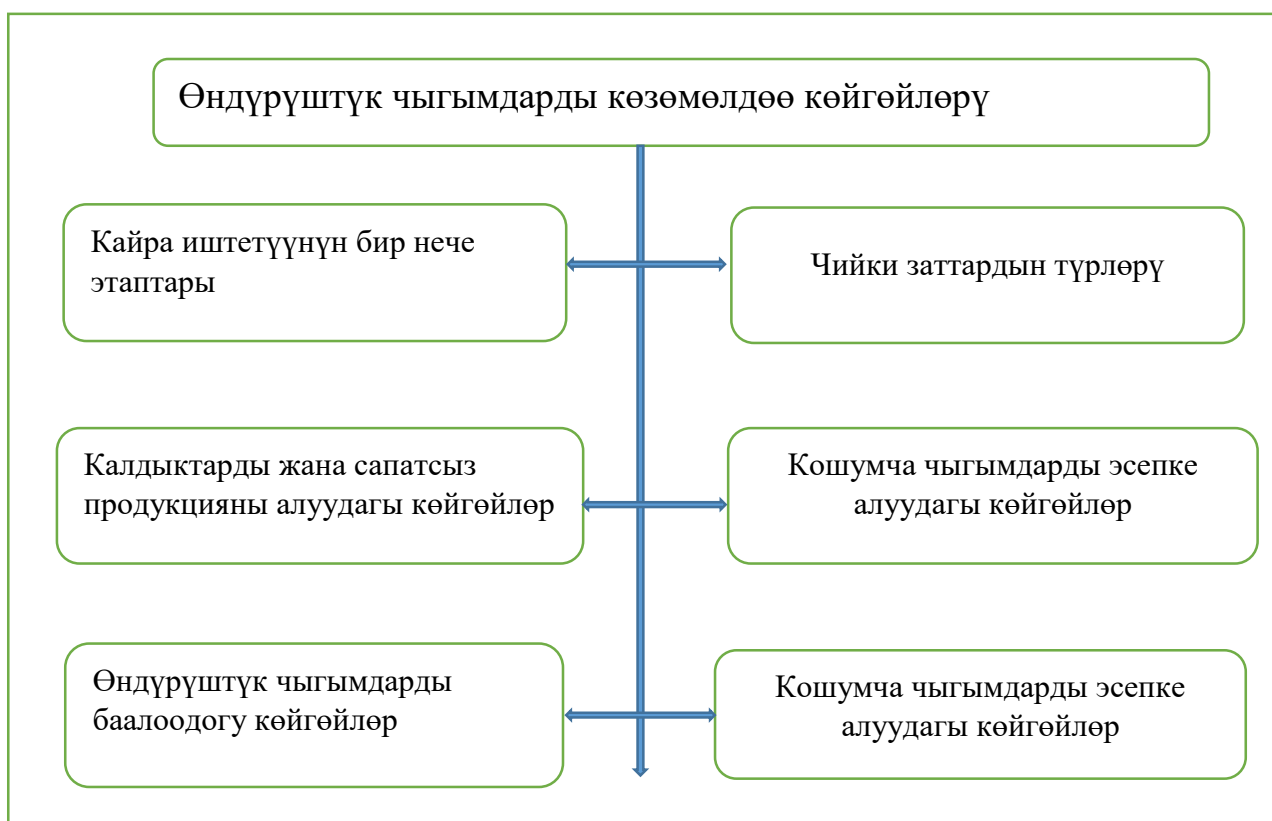 Өндүрүштүк чыгымдарды көзөмөлдөө көйгөйлөрү
Кайра иштетүүнүн бир нече
этаптары
Чийки заттардын түрлөрү
Калдыктарды жана сапатсыз
продукцияны алуудагы көйгөйлөр
Кошумча чыгымдарды эсепке
алуудагы көйгөйлөр
Өндүрүштүк чыгымдарды
баалоодогу көйгөйлөр
Кошумча чыгымдарды эсепке
алуудагы көйгөйлөр